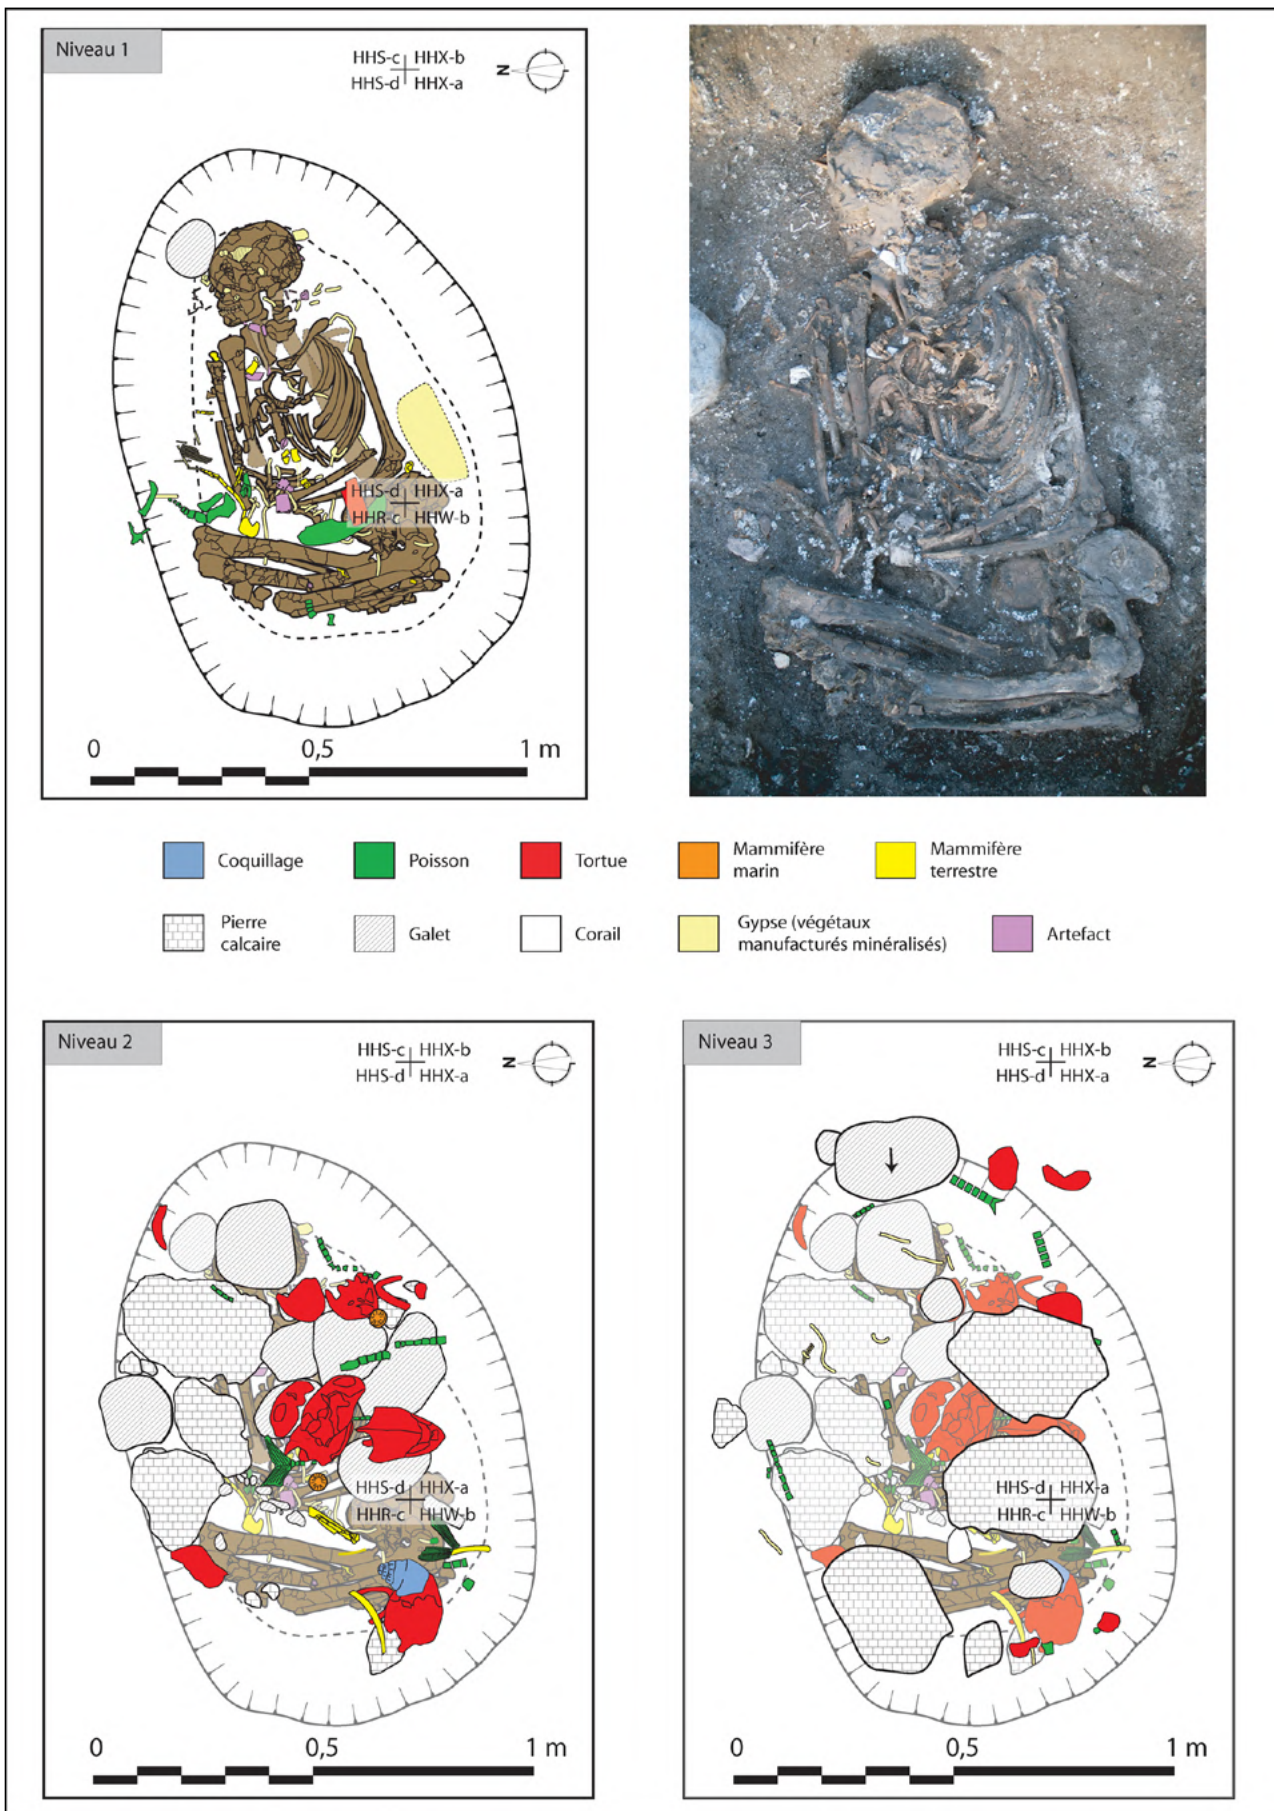 Niveau 1
HHS-c HHX-b
HHS-d HHX-a
N
HHS-d HHX-a
HHR-c HHW-b
0 0,5 1 m
Coquillage
Poisson
Tortue
Mammifère
marin
Mammifère
terrestre
Pierre
calcaire
Galet
Corail
Gypse (végétaux
manufacturés minéralisés)
Artefact
Niveau 2
HHS-c HHX-b
HHS-d HHX-a
N
HHS-d HHX-a
HHR-c HHW-b
0 0,5 1 m
Niveau 3
HHS-c HHX-b
HHS-d HHX-a
N
HHS-d HHX-a
HHR-c HHW-b
0 0,5 1 m